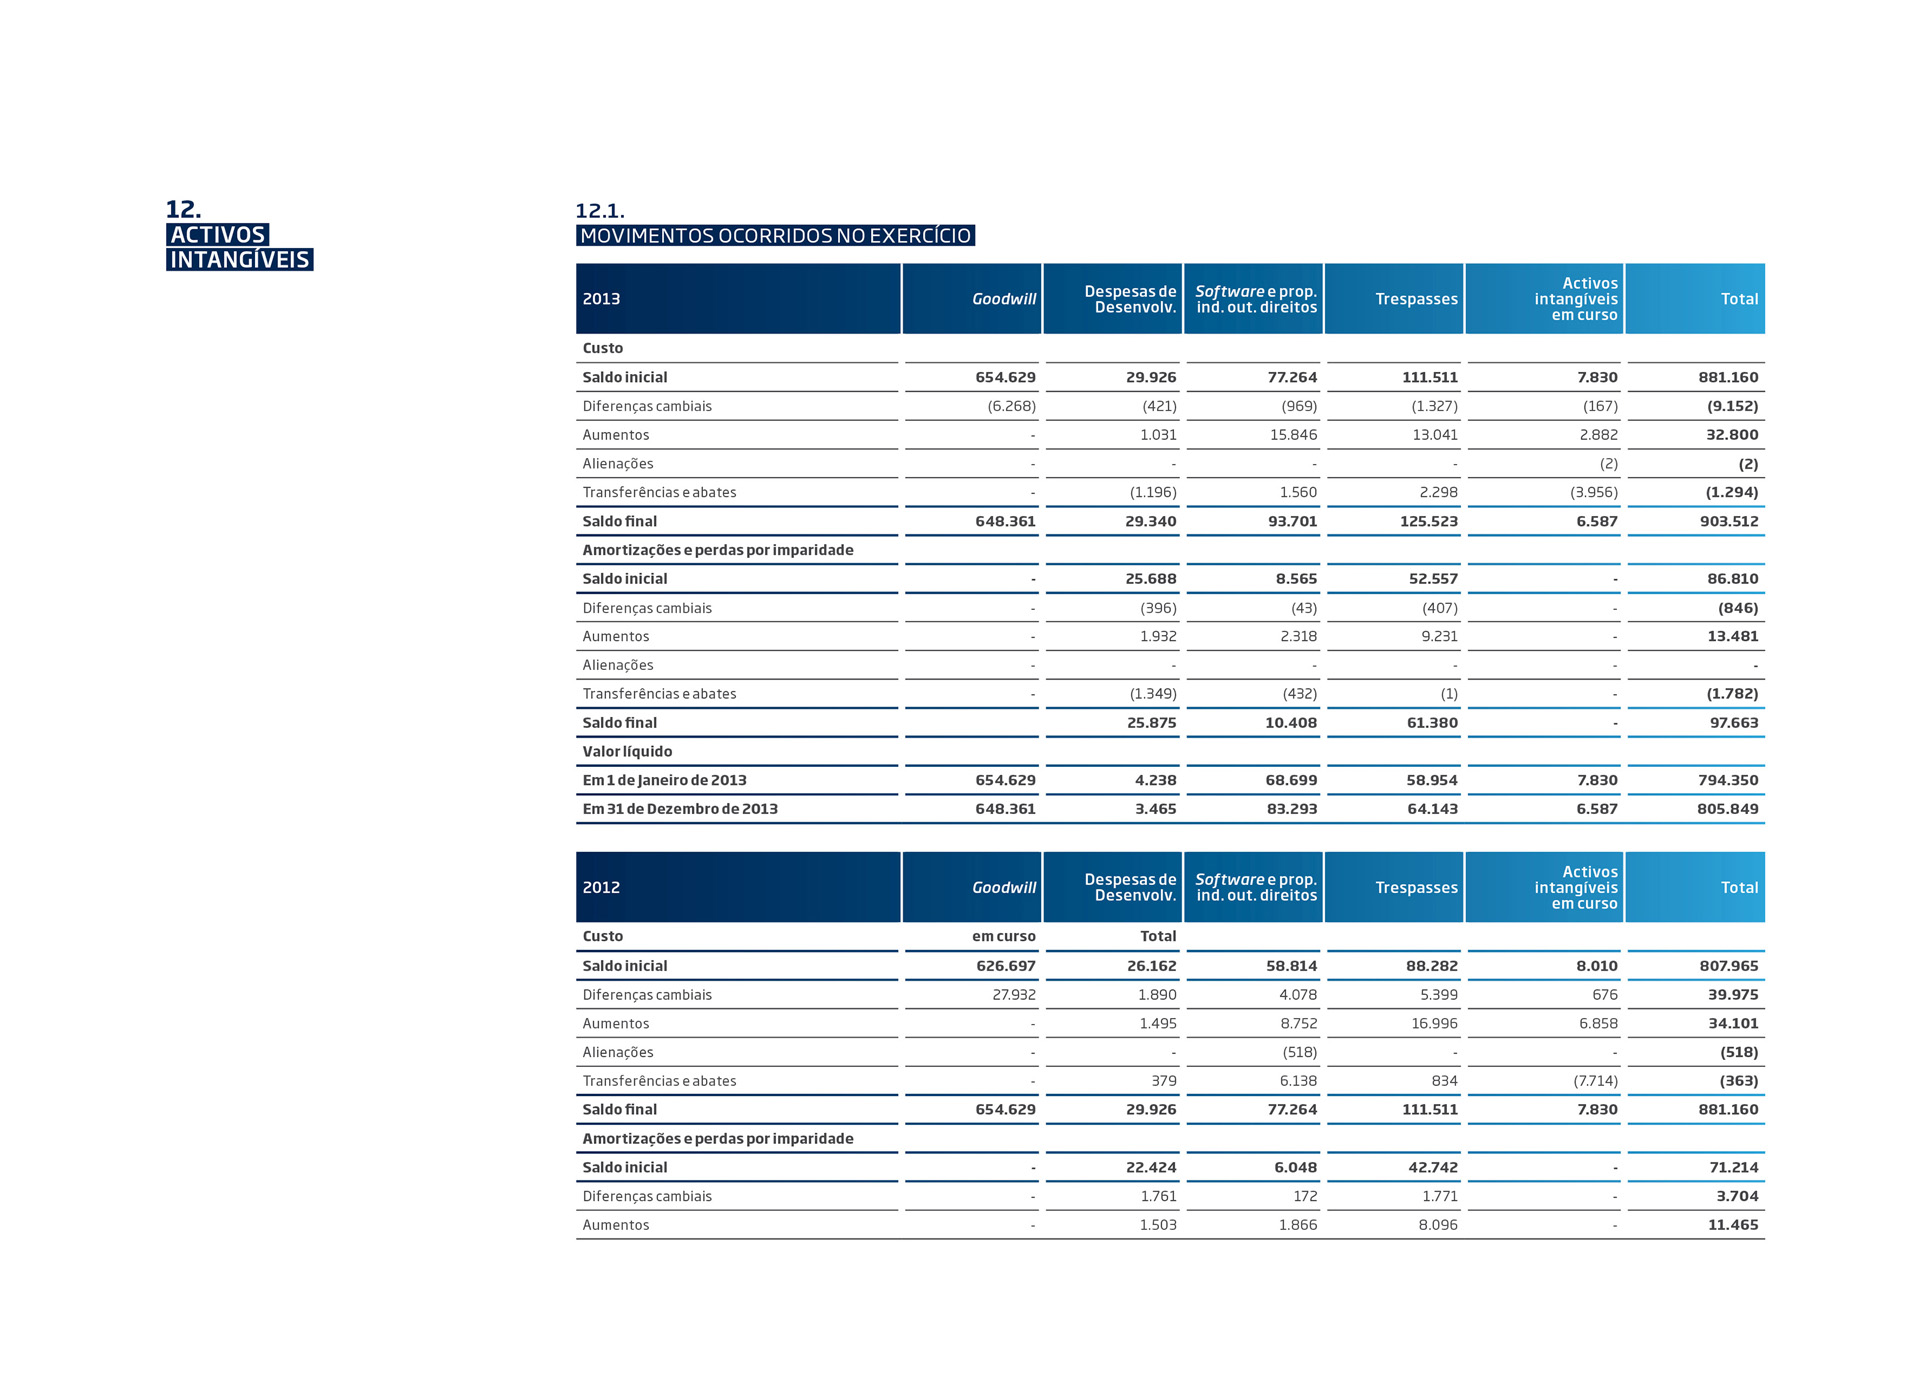 12.
ACTIVOS
INTANGÍVEIS
12.1.
MOVIMENTOS OCORRIDOS NO EXERCÍCIO
2013 Goodwill Despesas de Desenvolv. Software e prop. ind. out. direitos Trespasses Activos intangíveis em curso Total
Custo
Saldo inicial 654.629 29.926 77.264 111.511 7.830 881.160
Diferenças cambiais (6.268) (421) (969) (1.327) (167) (9.152)
Aumentos - 1.031 15.846 13.041 2.882 32.800
Alienações - - - - (2) (2)
Transferências e abates - (1.196) 1.560 2.298 (3.956) (1.294)
Saldo final 648.361 29.340 93.701 125.523 6.587 903.512
Amortizações e perdas por imparidade
Saldo inicial - 25.688 8.565 52.557 - 86.810
Diferenças cambiais - (396) (43) (407) - (846)
Aumentos - 1.932 2.318 9.231 - 13.481
Alienações - - - - - -
Transferências e abates - (1.349) (432) (1) - (1.782)
Saldo final 25.875 10.408 61.380 - 97.663
Valor líquido
Em 1 de Janeiro de 2013 654.629 4.238 68.699 58.954 7.830 794.350
Em 31 de Dezembro de 2013 648.361 3.465 83.293 64.143 6.587 805.849
2012 Goodwill Despesas de Desenvolv. Software e prop. ind. out. direitos Trespasses Activos intangíveis em curso Total
Custo em curso Total
Saldo inicial 626.697 26.162 58.814 88.282 8.010 807.965
Diferenças cambiais 27.932 1.890 4.078 5.399 676 39.975
Aumentos - 1.495 8.752 16.996 6.858 34.101
Alienações - - (518) - - (518)
Transferências e abates - 379 6.138 834 (7.714) (363)
Saldo final 654.629 29.926 77.264 111.511 7.830 881.160
Amortizações e perdas por imparidade
Saldo inicial - 22.424 6.048 42.742 - 71.214
Diferenças cambiais - 1.761 172 1.771 - 3.704
Aumentos - 1.503 1.866 8.096 - 11.465